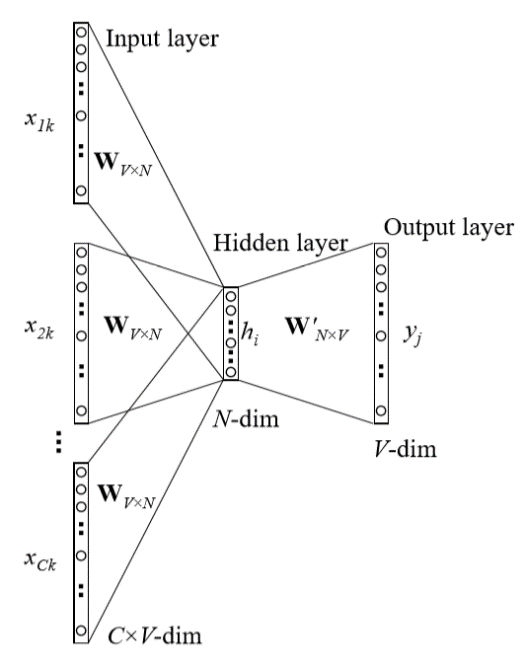 Input layer
x1k
WV×N
Hidden layer
Output layer
x2k
WV×N
hi
W'N×V
yj
N-dim
V-dim
...
WV×N
xCk
C×V-dim